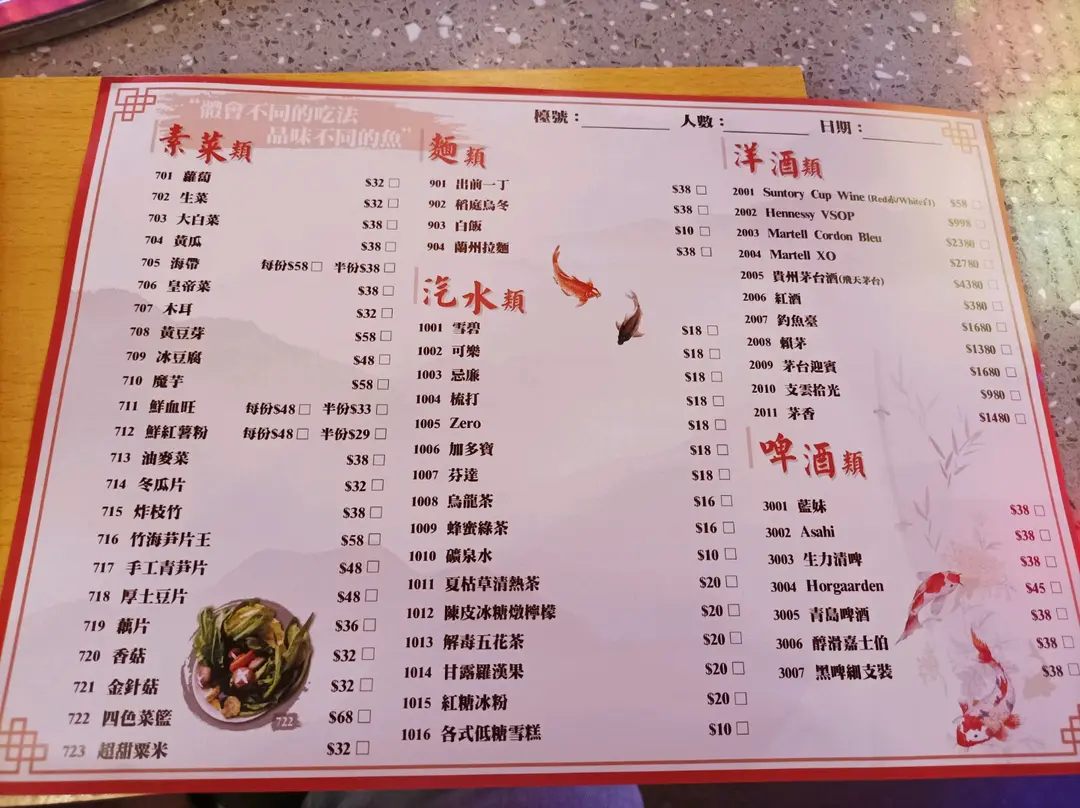 “體會不同的吃法
品味不同的魚”
檯號：
人數：
日期：
素菜類
701 蘿蔔 $32
702 生菜 $32
703 大白菜 $38
704 黃瓜 $38
705 海帶 每份$58 半份$38
706 皇帝菜 $38
707 木耳 $32
708 黃豆芽 $58
709 冰豆腐 $48
710 魔芋 $58
711 鮮血旺 每份$48 半份$33
712 鮮紅薯粉 每份$48 半份$29
713 油麥菜 $38
714 冬瓜片 $32
715 炸枝竹 $38
716 竹海筍片王 $58
717 手工青筍片 $48
718 厚土豆片 $48
719 藕片 $36
720 香菇 $32
721 金針菇 $32
722 四色菜籃 $68
723 超甜粟米 $32
722
麵類
901 出前一丁 $38
902 稻庭烏冬 $38
903 白飯 $10
904 蘭州拉麵 $38
汽水類
1001 雪碧 $18
1002 可樂 $18
1003 忌廉 $18
1004 梳打 $18
1005 Zero $18
1006 加多寶 $18
1007 芬達 $18
1008 烏龍茶 $16
1009 蜂蜜綠茶 $16
1010 礦泉水 $10
1011 夏枯草清熱茶 $20
1012 陳皮冰糖燉檸檬 $20
1013 解毒五花茶 $20
1014 甘露羅漢果 $20
1015 紅糖冰粉 $20
1016 各式低糖雪糕 $10
洋酒類
2001 Suntory Cup Wine (Red赤/White白) $58
2002 Hennessy VSOP $998
2003 Martell Cordon Bleu $2380
2004 Martell XO $2780
2005 貴州茅台酒(飛天茅台) $4380
2006 紅酒 $380
2007 釣魚臺 $1680
2008 賴茅 $1380
2009 茅台迎賓 $1680
2010 支雲拾光 $980
2011 茅香 $1480
啤酒類
3001 藍妹 $38
3002 Asahi $38
3003 生力清啤 $38
3004 Horgaarden $45
3005 青島啤酒 $38
3006 醇滑嘉士伯 $38
3007 黑啤細支裝 $38